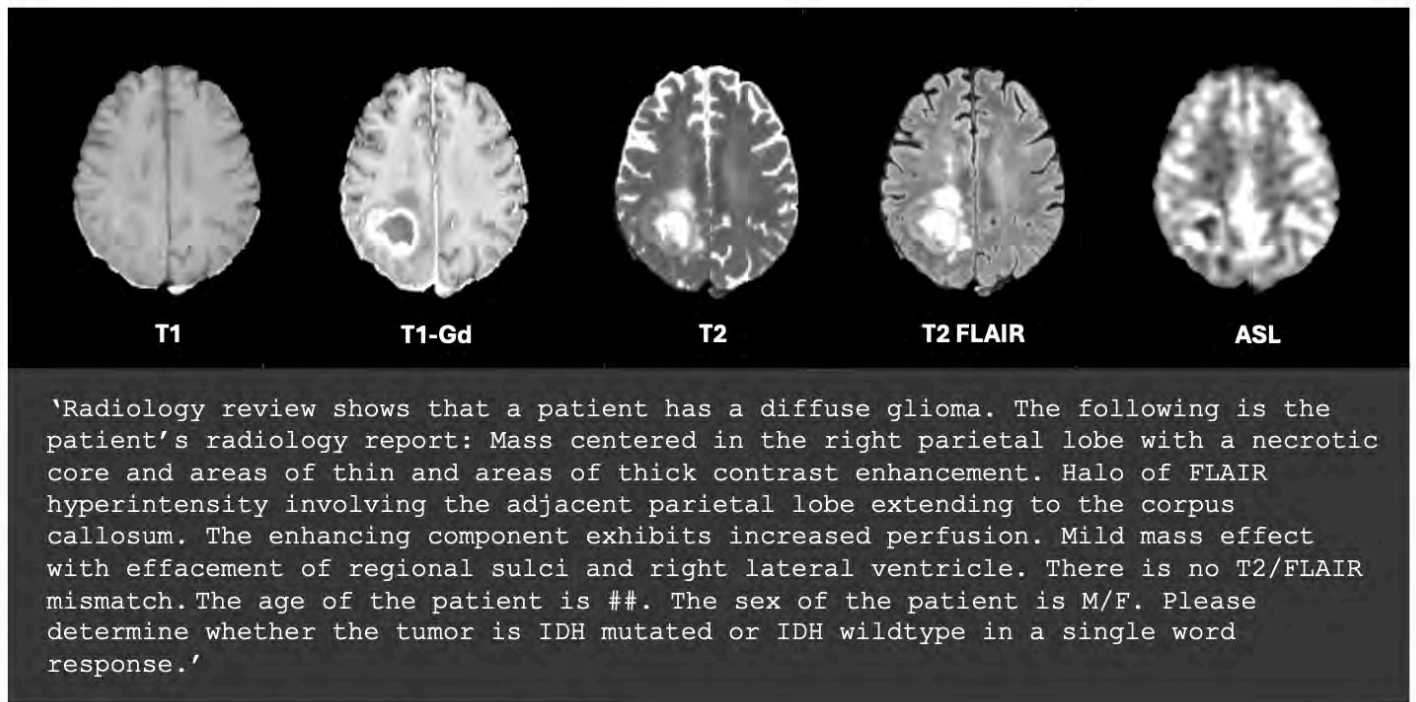 T1 T1-Gd T2 T2 FLAIR ASL
‘Radiology review shows that a patient has a diffuse glioma. The following is the
patient’s radiology report: Mass centered in the right parietal lobe with a necrotic
core and areas of thin and areas of thick contrast enhancement. Halo of FLAIR
hyperintensity involving the adjacent parietal lobe extending to the corpus
callosum. The enhancing component exhibits increased perfusion. Mild mass effect
with effacement of regional sulci and right lateral ventricle. There is no T2/FLAIR
mismatch. The age of the patient is ##. The sex of the patient is M/F. Please
determine whether the tumor is IDH mutated or IDH wildtype in a single word
response.’